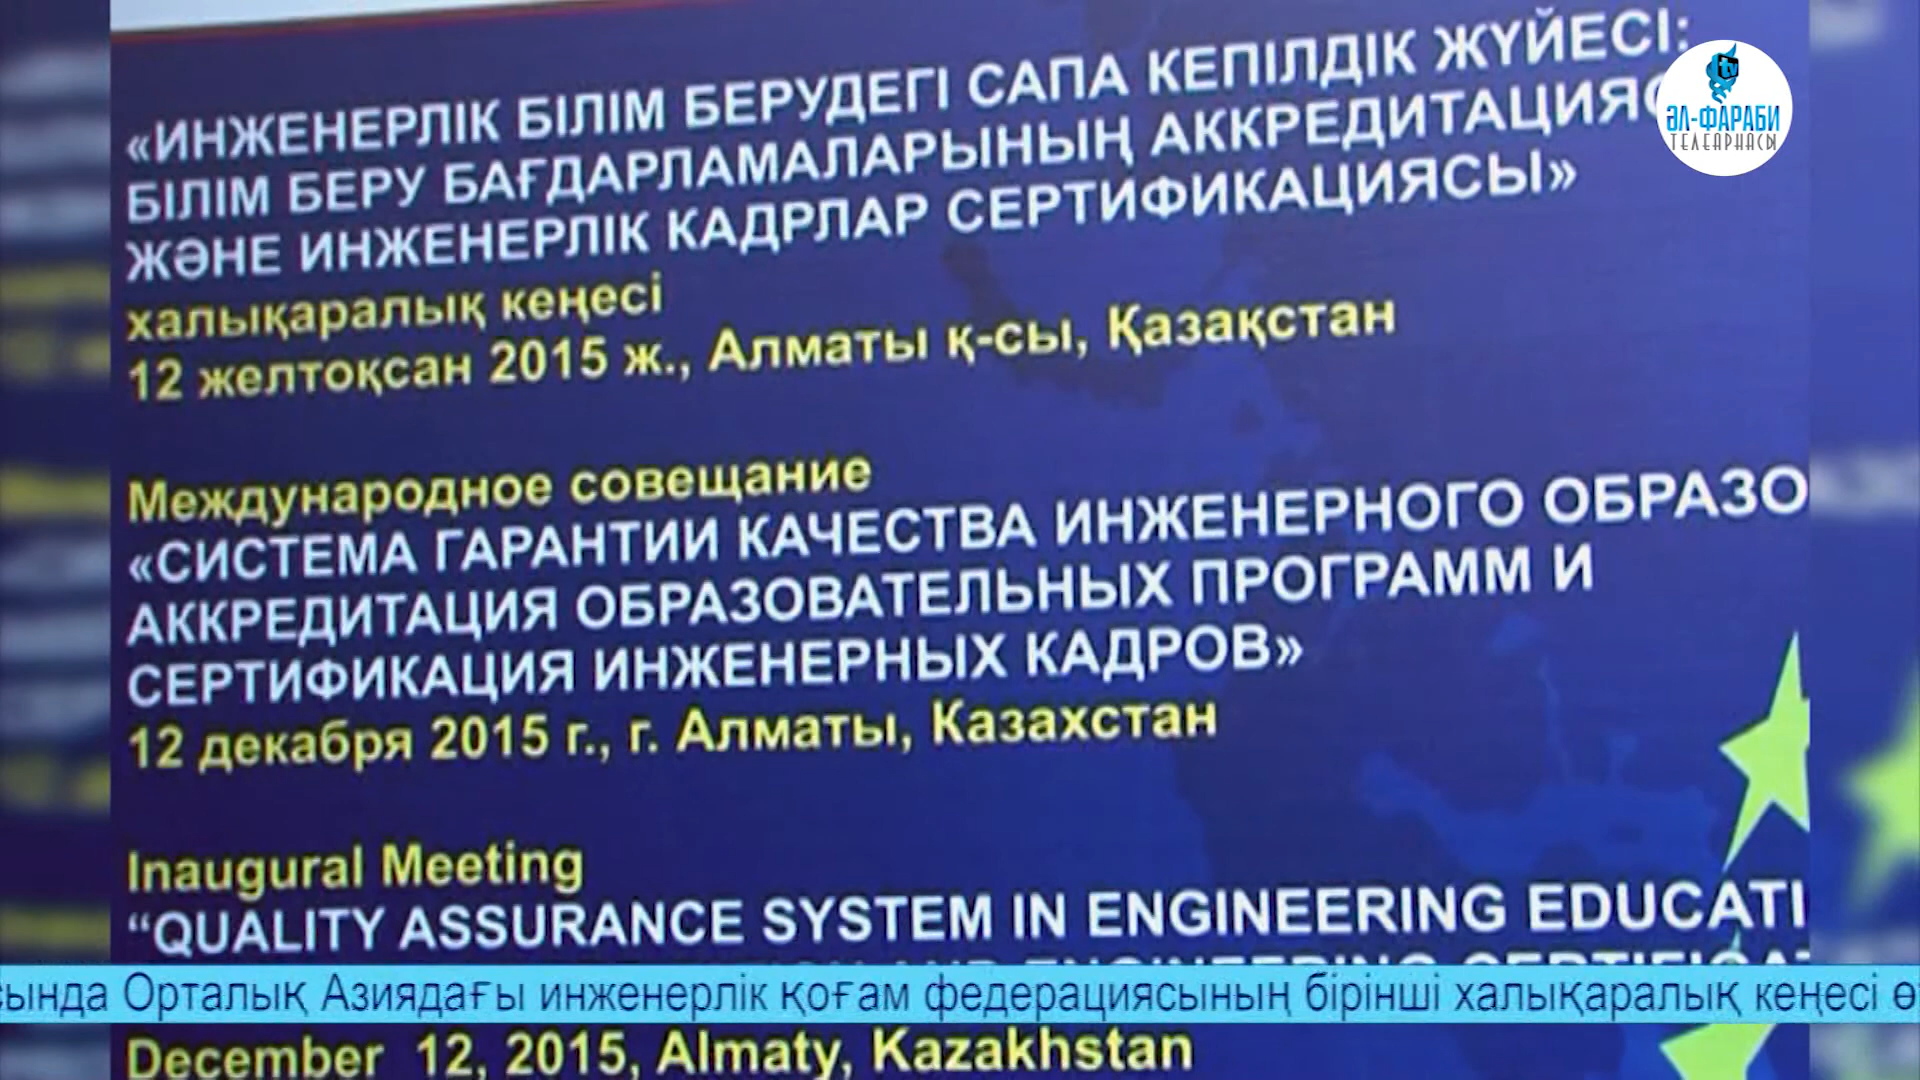 «ИНЖЕНЕРЛІК БІЛІМ БЕРУДЕГІ САПА КЕПІЛДІК ЖҮЙЕСІ:
БІЛІМ БЕРУ БАҒДАРЛАМАЛАРЫНЫҢ
ЖӘНЕ ИНЖЕНЕРЛІК КАДРЛАР СЕРТИФИКАЦИЯСЫ»
халықаралық кеңесі
12 желтоқсан 2015 ж., Алматы қ-сы, Қазақстан
Международное совещание
«СИСТЕМА ГАРАНТИИ КАЧЕСТВА ИНЖЕНЕРНОГО ОБРАЗО
АККРЕДИТАЦИЯ ОБРАЗОВАТЕЛЬНЫХ ПРОГРАММ И
СЕРТИФИКАЦИЯ ИНЖЕНЕРНЫХ КАДРОВ»
12 декабря 2015 г., г. Алматы, Казахстан
Inaugural Meeting
“QUALITY ASSURANCE SYSTEM IN ENGINEERING EDUCATI
December 12, 2015, Almaty, Kazakhstan
tv
ӘЛ-ФАРАБИ
ТЕЛЕАРНАСЫ
сында Орталық Азиядағы инженерлік қоғам федерациясының бірінші халықаралық кеңесі ө